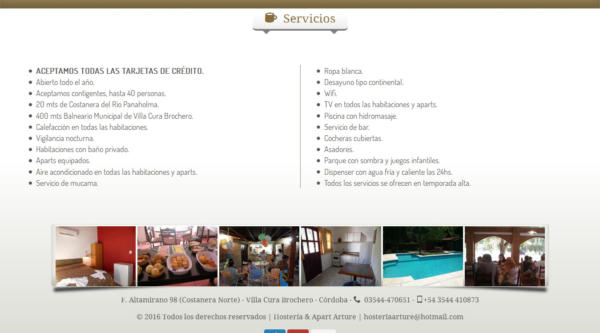 Servicios
ACEPTAMOS TODAS LAS TARJETAS DE CRÉDITO.
Abierto todo el año.
Aceptamos contigentes, hasta 40 personas.
20 mts de Costanera del Río Panaholma.
400 mts Balneario Municipal de Villa Cura Brochero.
Calefacción en todas las habitaciones.
Vigilancia nocturna.
Habitaciones con baño privado.
Aparts equipados.
Aire acondicionado en todas las habitaciones y aparts.
Servicio de mucama.
Ropa blanca.
Desayuno tipo continental.
Wifi.
TV en todos las habitaciones y aparts.
Piscina con hidromasaje.
Servicio de bar.
Cocheras cubiertas.
Asadores.
Parque con sombra y juegos infantiles.
Dispenser con agua fria y caliente las 24hs.
Todos los servicios se ofrecen en temporada alta.
F. Altamirano 98 (Costanera Norte) - Villa Cura Brochero - Córdoba - 03544-470651 - +54 3544 410873
© 2016 Todos los derechos reservados | Hostería & Apart Arture | hosteriaarture@hotmail.com